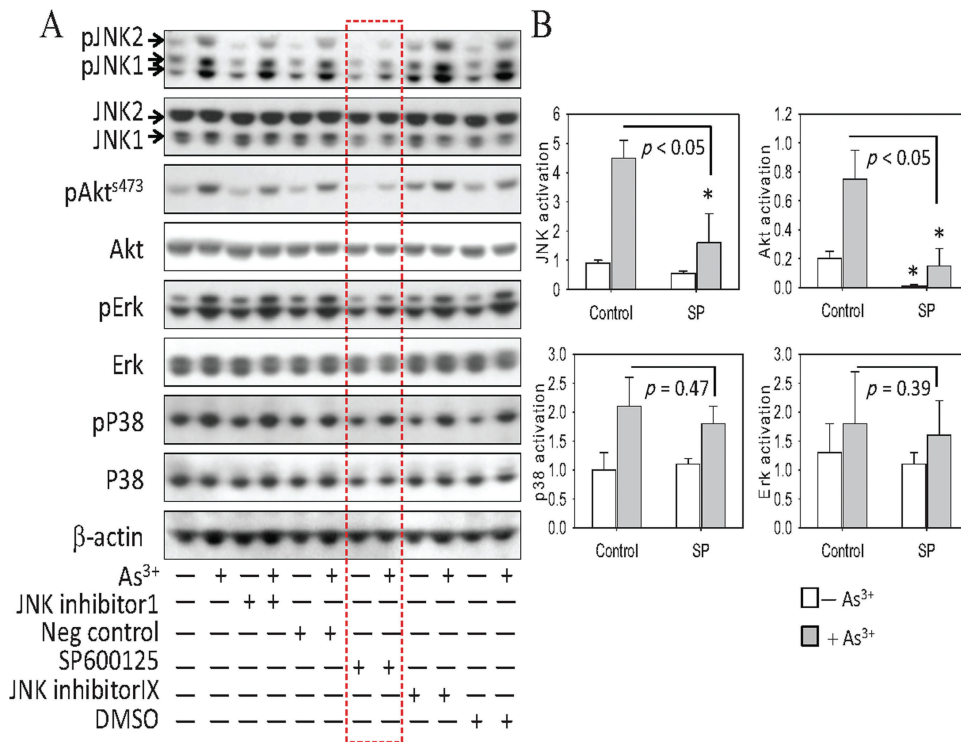 A
pJNK2
pJNK1
JNK2
JNK1
pAktˢ⁴⁷³
Akt
pErk
Erk
pP38
P38
β-actin
As³⁺ — + — + — + — + — + — +
JNK inhibitor1 — — + + — — — — — — — —
Neg control — — — — + + — — — — — —
SP600125 — — — — — — + + — — — —
JNK inhibitorIX — — — — — — — — + + — —
DMSO — — — — — — — — — — + +
B
JNK activation
6
5
4
3
2
1
0
p < 0.05
*
Control SP
Akt activation
1.2
1.0
0.8
0.6
0.4
0.2
0.0
p < 0.05
* *
Control SP
p38 activation
3.0
2.5
2.0
1.5
1.0
0.5
0.0
p = 0.47
Control SP
Erk activation
3.0
2.5
2.0
1.5
1.0
0.5
0.0
p = 0.39
Control SP
— As³⁺
+ As³⁺